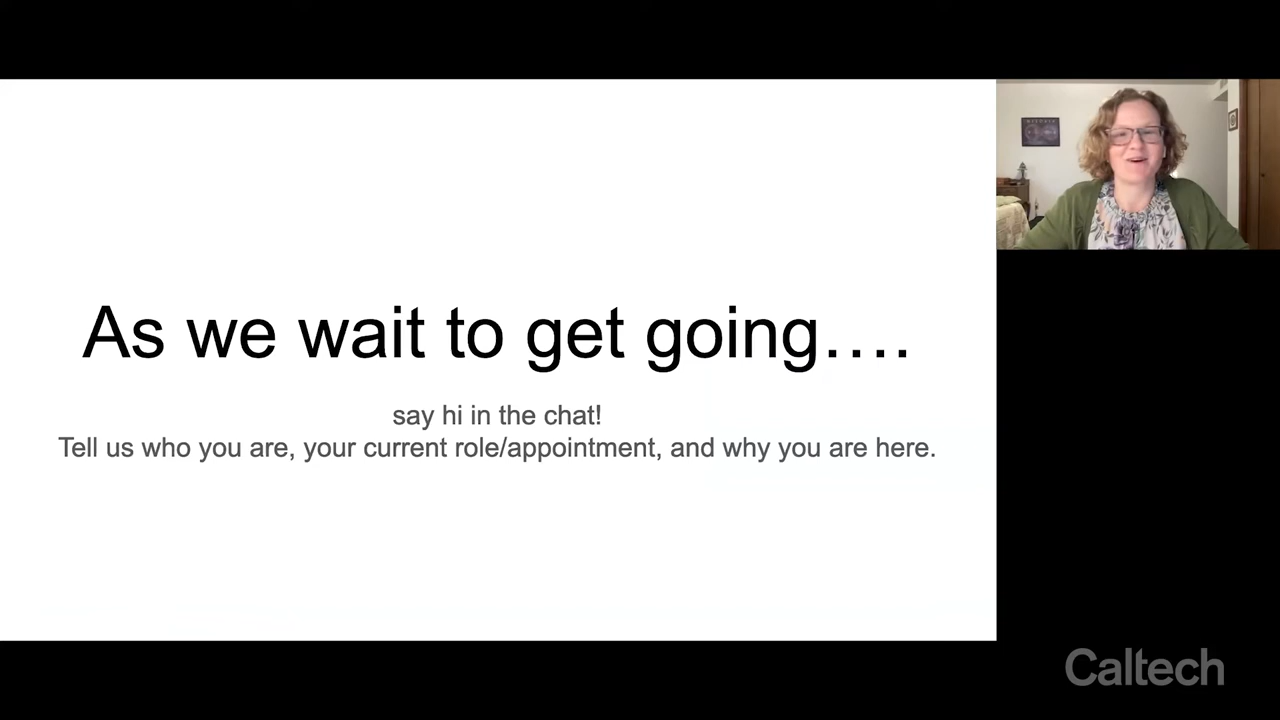 As we wait to get going….
say hi in the chat!
Tell us who you are, your current role/appointment, and why you are here.
Caltech